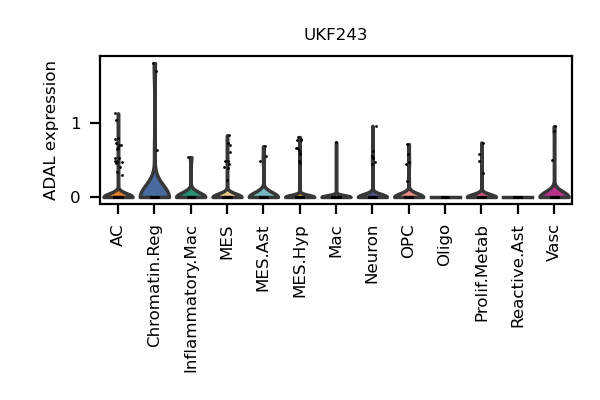 UKF243
ADAL expression
1
0
AC
Chromatin.Reg
Inflammatory.Mac
MES
MES.Ast
MES.Hyp
Mac
Neuron
OPC
Oligo
Prolif.Metab
Reactive.Ast
Vasc